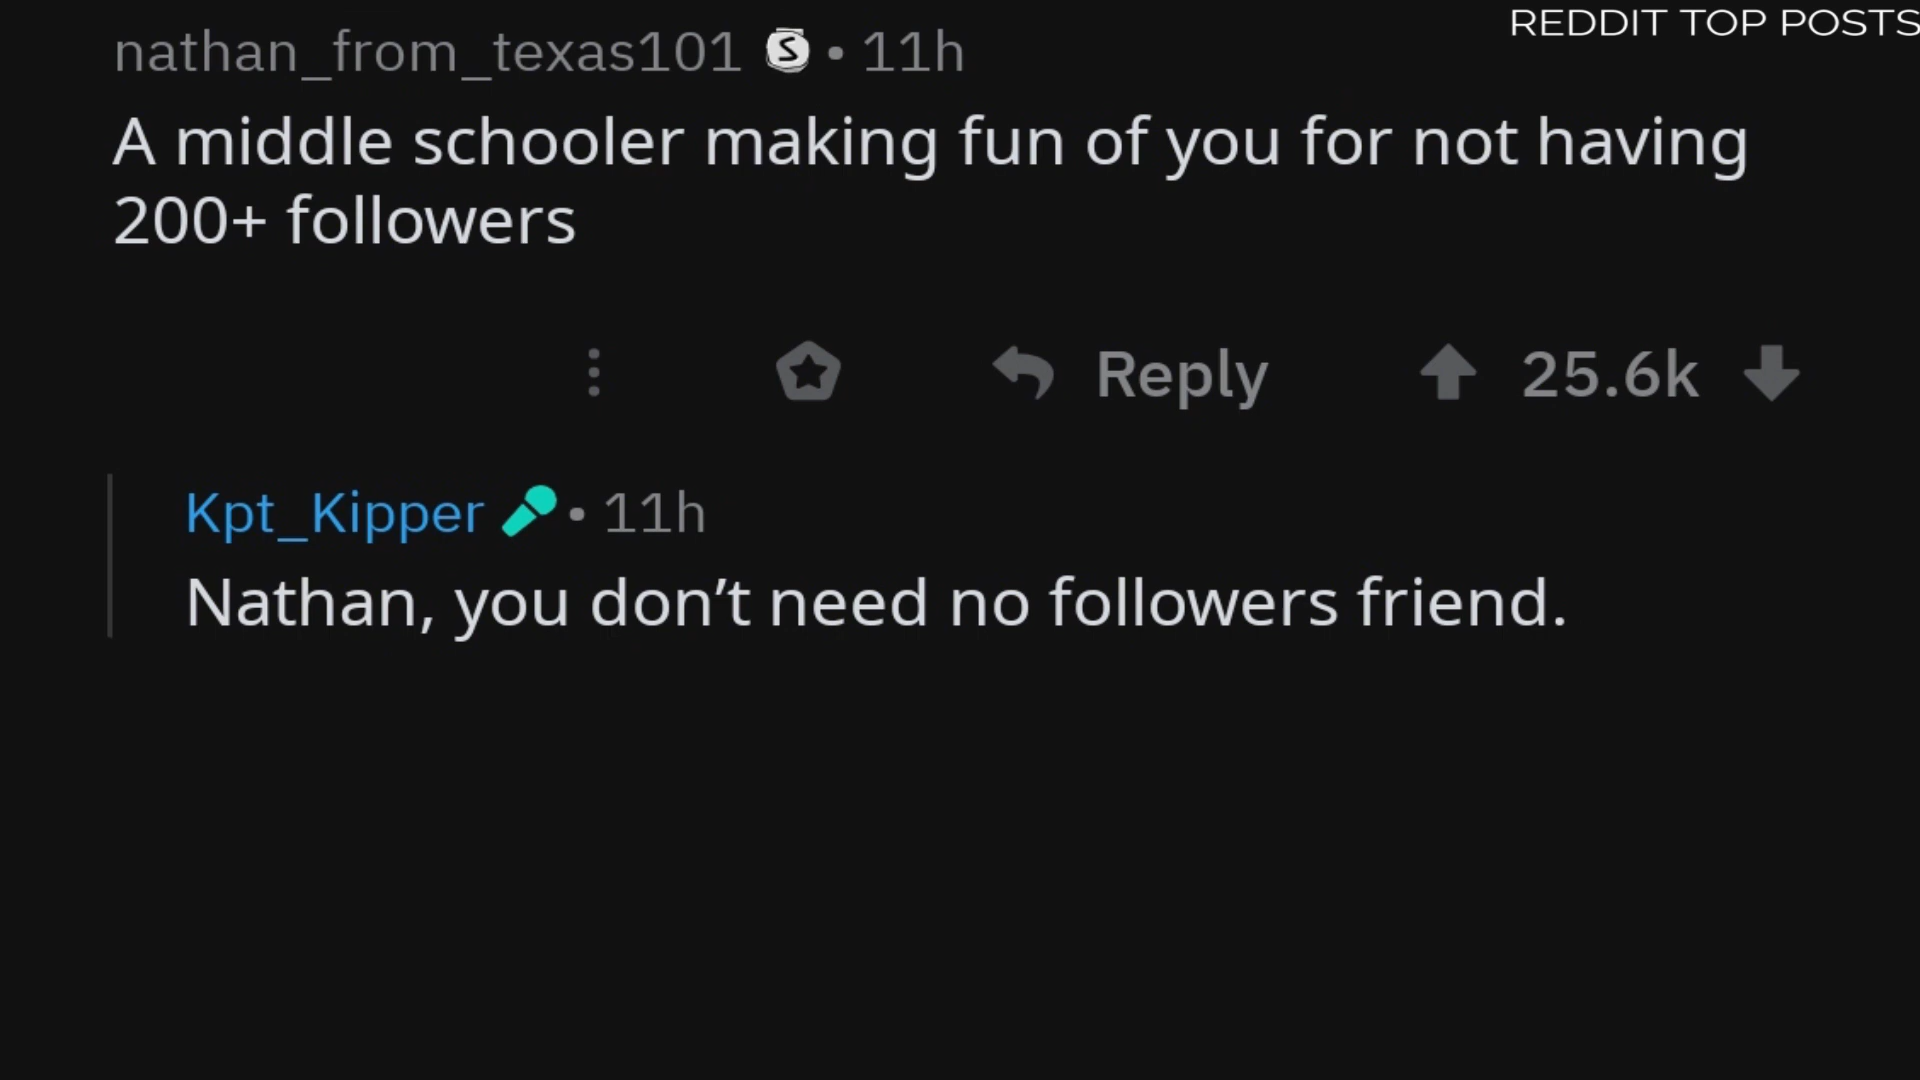 REDDIT TOP POSTS
nathan_from_texas101 S • 11h
A middle schooler making fun of you for not having
200+ followers
Reply 25.6k
Kpt_Kipper • 11h
Nathan, you don’t need no followers friend.